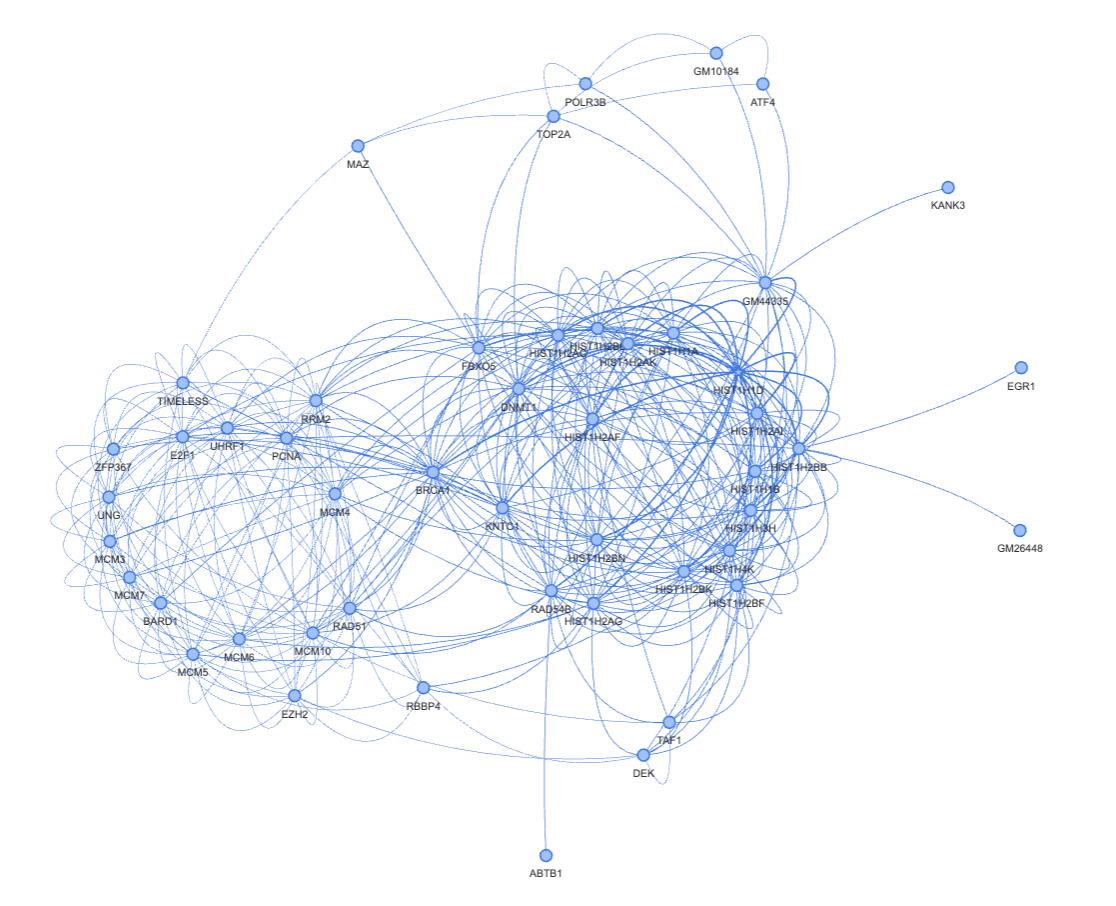 GM10184
POLR3B
ATF4
TOP2A
MAZ
KANK3
GM44335
HIST1H2BL
HIST1H2AC
HIST1H1A
HIST1H2AK
FBXO5
EGR1
HIST1H1D
TIMELESS
DNMT1
RRM2
HIST1H2AI
HIST1H2AF
UHRF1
E2F1
PCNA
ZFP367
HIST1H2BB
BRCA1
HIST1H1B
MCM4
UNG
KNTC1
HIST1H3H
GM26448
MCM3
HIST1H2BN
HIST1H4K
HIST1H2BK
MCM7
HIST1H2BF
RAD54B
BARD1
HIST1H2AG
RAD51
MCM10
MCM6
MCM5
RBBP4
EZH2
TAF1
DEK
ABTB1